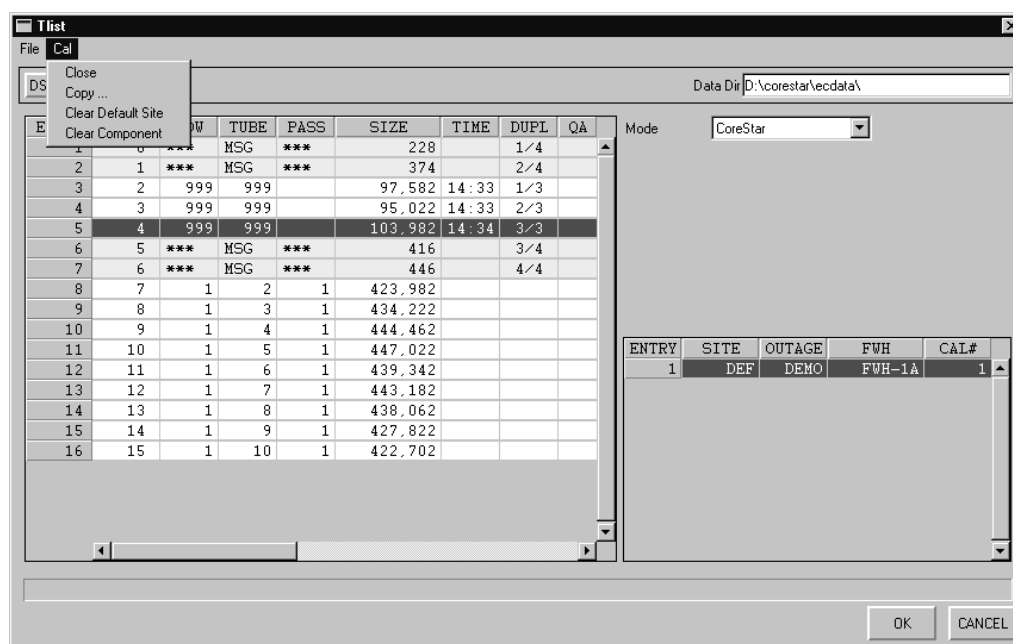 Tlist
File Cal
Close
Copy ...
Clear Default Site
Clear Component
DS
Data Dir D:\corestar\ecdata\
Mode CoreStar
E W TUBE PASS SIZE TIME DUPL QA
1 0 *** MSG *** 228 1/4
2 1 *** MSG *** 374 2/4
3 2 999 999 97,582 14:33 1/3
4 3 999 999 95,022 14:33 2/3
5 4 999 999 103,982 14:34 3/3
6 5 *** MSG *** 416 3/4
7 6 *** MSG *** 446 4/4
8 7 1 2 1 423,982
9 8 1 3 1 434,222
10 9 1 4 1 444,462
11 10 1 5 1 447,022
12 11 1 6 1 439,342
13 12 1 7 1 443,182
14 13 1 8 1 438,062
15 14 1 9 1 427,822
16 15 1 10 1 422,702
ENTRY SITE OUTAGE FWH CAL#
1 DEF DEMO FWH-1A 1
OK CANCEL